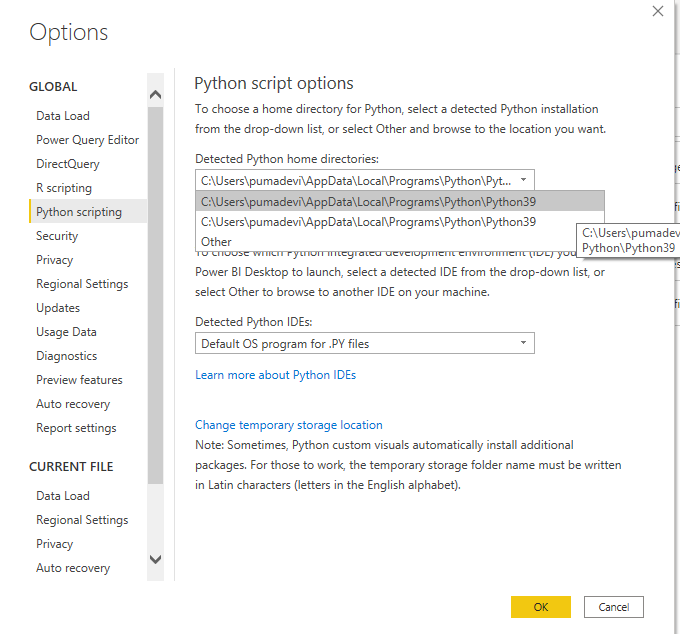 Options
GLOBAL
Data Load
Power Query Editor
DirectQuery
R scripting
Python scripting
Security
Privacy
Regional Settings
Updates
Usage Data
Diagnostics
Preview features
Auto recovery
Report settings
CURRENT FILE
Data Load
Regional Settings
Privacy
Auto recovery
Python script options
To choose a home directory for Python, select a detected Python installation
from the drop-down list, or select Other and browse to the location you want.
Detected Python home directories:
C:\Users\pumadevi\AppData\Local\Programs\Python\Pyt...
C:\Users\pumadevi\AppData\Local\Programs\Python\Python39
C:\Users\pumadevi\AppData\Local\Programs\Python\Python39
Other
C:\Users\pumadevi
Python\Python39
To choose which Python integrated development environment (IDE) you
Power BI Desktop to launch, select a detected IDE from the drop-down list, or
select Other to browse to another IDE on your machine.
Detected Python IDEs:
Default OS program for .PY files
Learn more about Python IDEs
Change temporary storage location
Note: Sometimes, Python custom visuals automatically install additional
packages. For those to work, the temporary storage folder name must be written
in Latin characters (letters in the English alphabet).
OK
Cancel